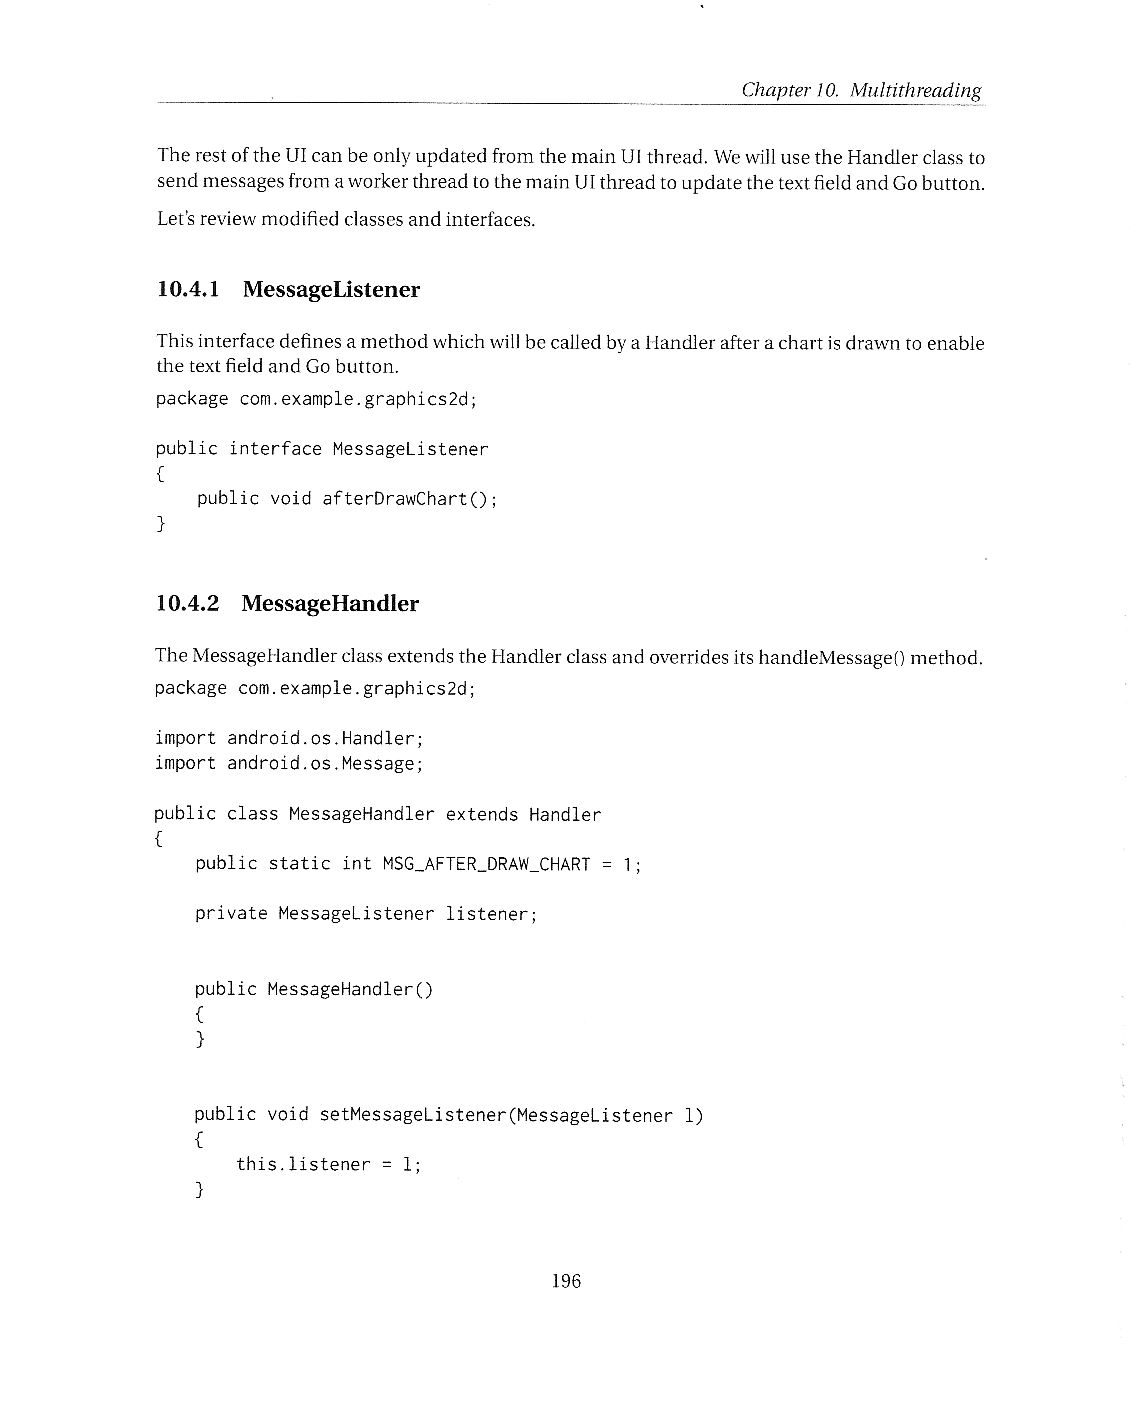 Chapter 10. Multithreading
The rest of the UI can be only updated from the main UI thread. We will use the Handler class to
send messages from a worker thread to the main UI thread to update the text field and Go button.
Let's review modified classes and interfaces.
10.4.1 MessageListener
This interface defines a method which will be called by a Handler after a chart is drawn to enable
the text field and Go button.
package com.example.graphics2d;
public interface MessageListener
{
    public void afterDrawChart();
}
10.4.2 MessageHandler
The MessageHandler class extends the Handler class and overrides its handleMessage() method.
package com.example.graphics2d;
import android.os.Handler;
import android.os.Message;
public class MessageHandler extends Handler
{
    public static int MSG_AFTER_DRAW_CHART = 1;
    private MessageListener listener;
    public MessageHandler()
    {
    }
    public void setMessageListener(MessageListener l)
    {
        this.listener = l;
    }
196